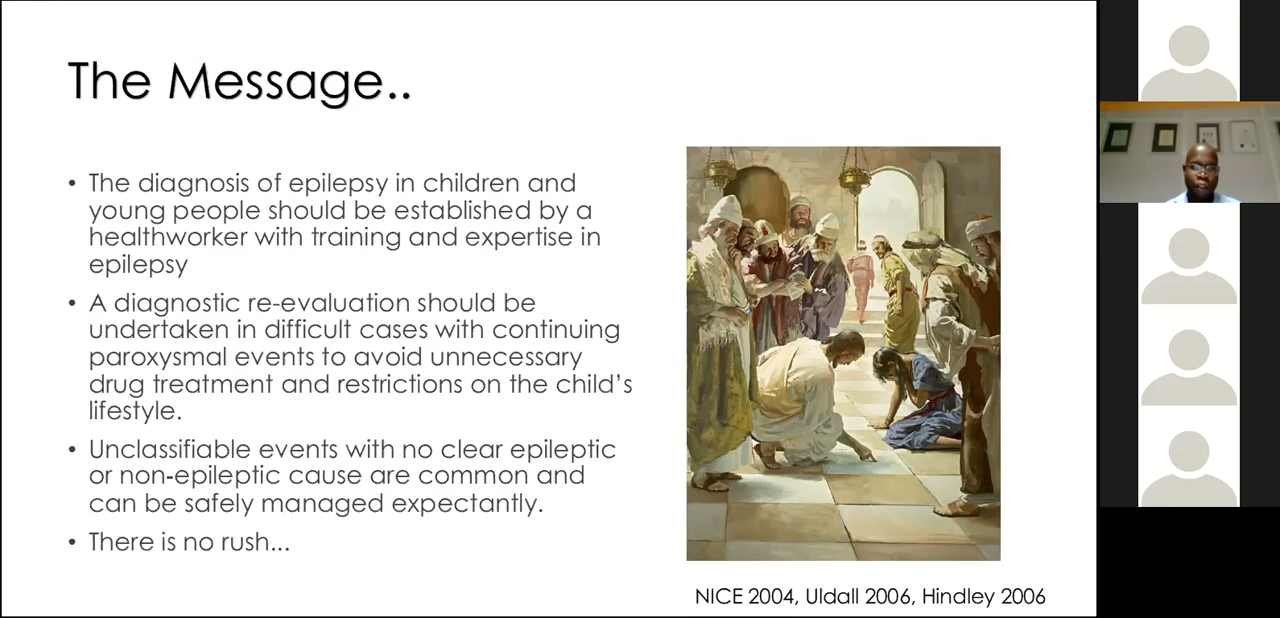 The Message..
• The diagnosis of epilepsy in children and
young people should be established by a
healthworker with training and expertise in
epilepsy
• A diagnostic re-evaluation should be
undertaken in difficult cases with continuing
paroxysmal events to avoid unnecessary
drug treatment and restrictions on the child’s
lifestyle.
• Unclassifiable events with no clear epileptic
or non-epileptic cause are common and
can be safely managed expectantly.
• There is no rush...
NICE 2004, Uldall 2006, Hindley 2006